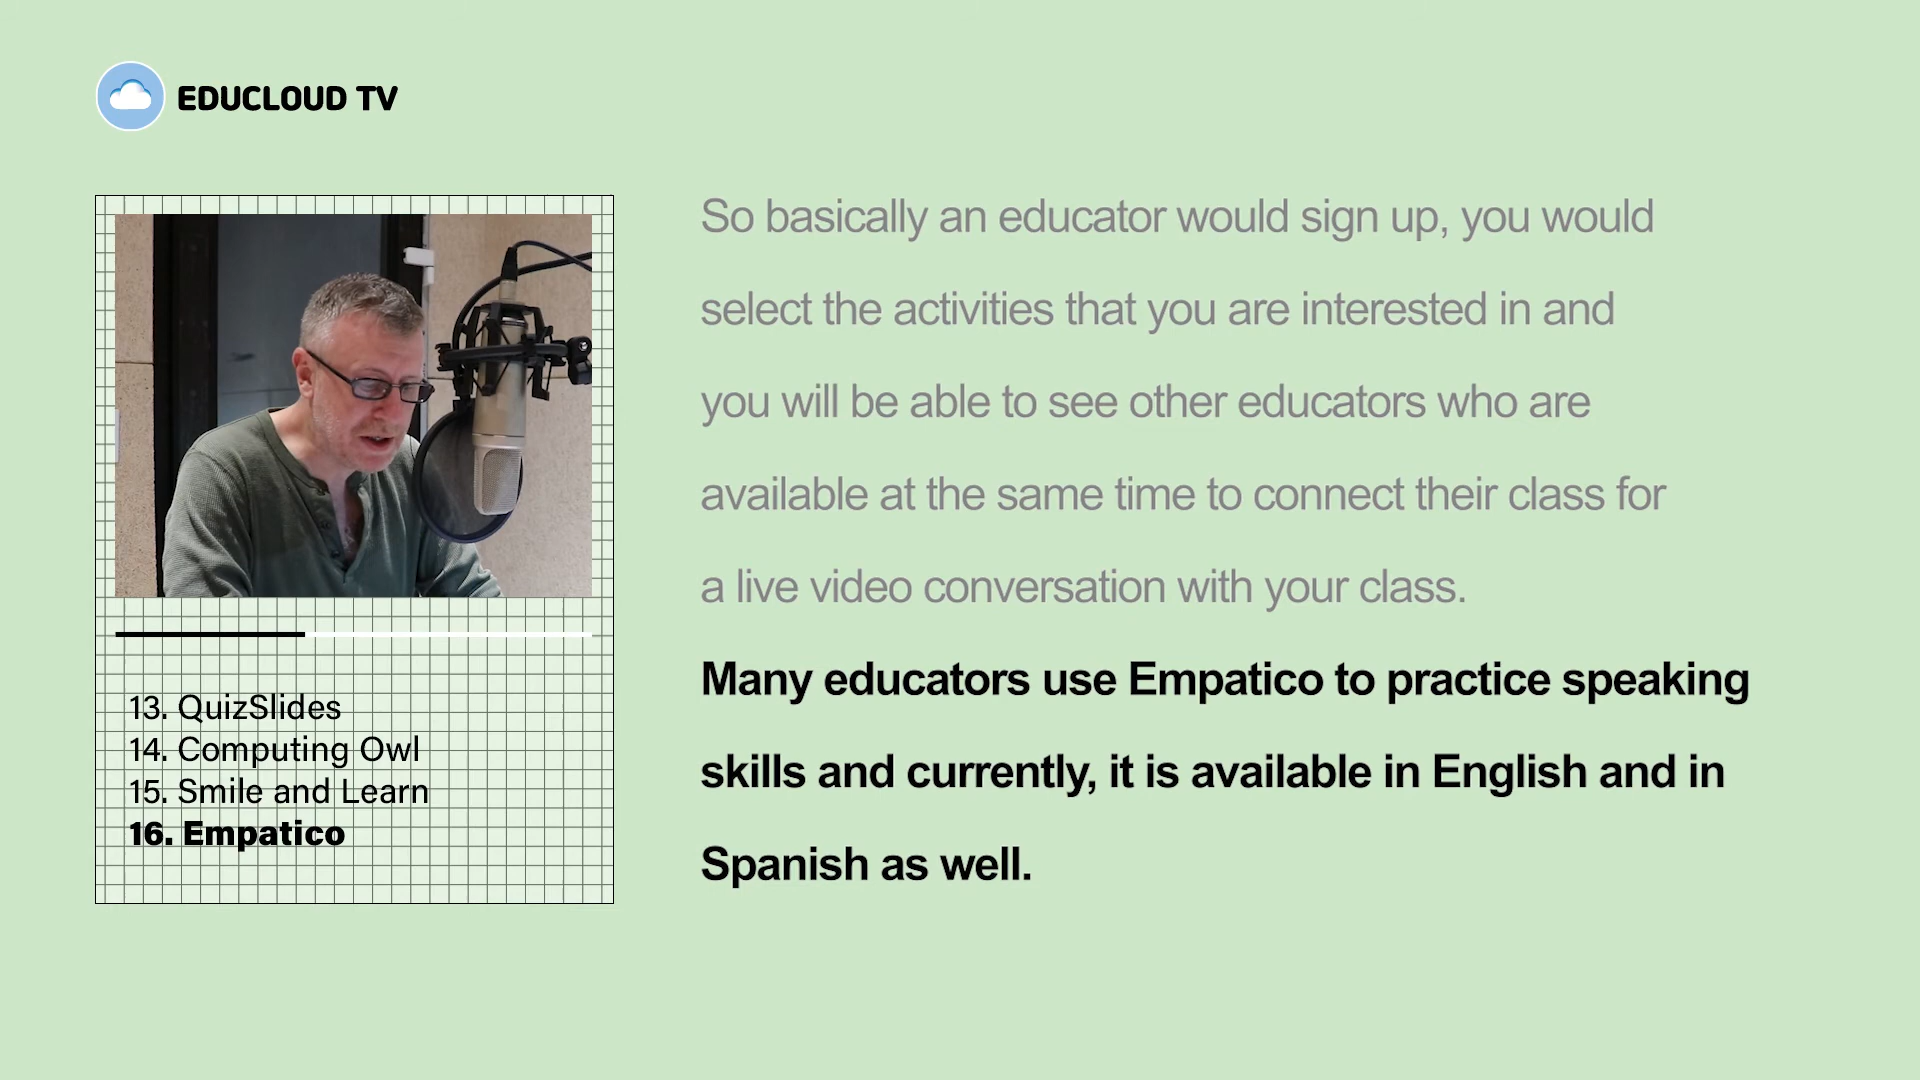 EDUCLOUD TV
So basically an educator would sign up, you would
select the activities that you are interested in and
you will be able to see other educators who are
available at the same time to connect their class for
a live video conversation with your class.
Many educators use Empatico to practice speaking
skills and currently, it is available in English and in
Spanish as well.
13. QuizSlides
14. Computing Owl
15. Smile and Learn
16. Empatico